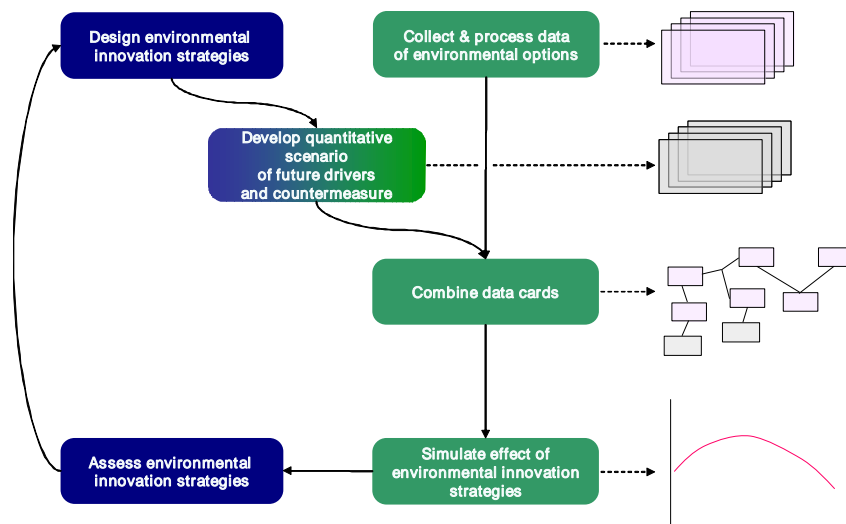 Design environmental
innovation strategies
Collect & process data
of environmental options
Develop quantitative
scenario
of future drivers
and countermeasure
Combine data cards
Assess environmental
innovation strategies
Simulate effect of
environmental innovation
strategies